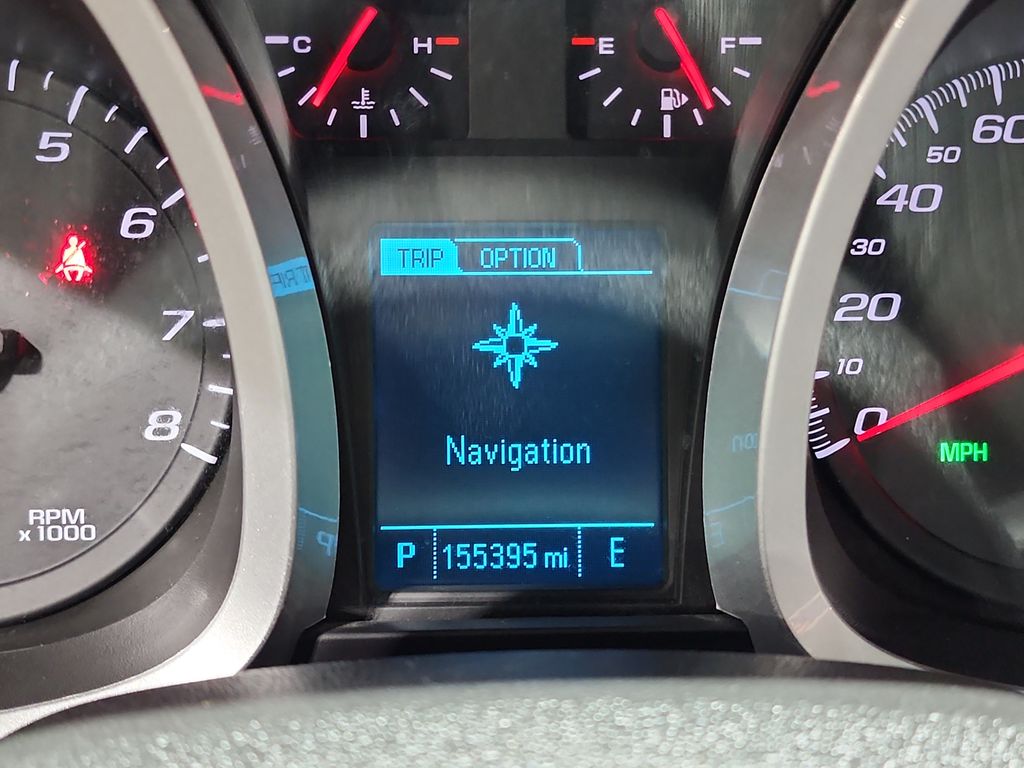 C H
E F
5
6
7
8
RPM
x 1000
TRIP OPTION
Navigation
P 155395 mi E
60
50
40
30
20
10
0
MPH